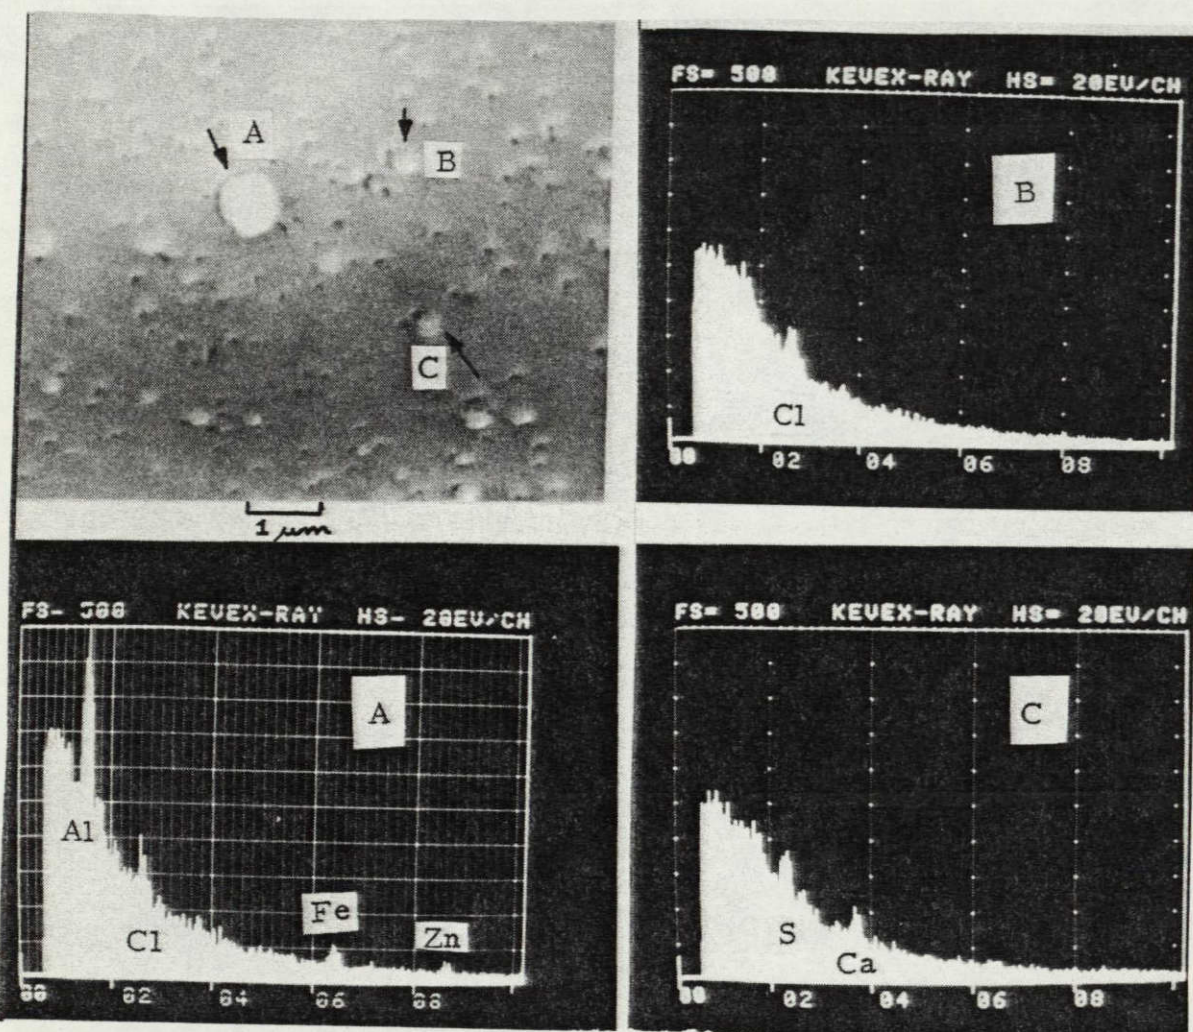 A
B
C
1 μm
FS= 500 KEVEX-RAY HS= 20EV/CH
B
Cl
00 02 04 06 08
FS- 500 KEVEX-RAY HS- 20EV/CH
A
Al
Cl
Fe
Zn
00 02 04 06 08
FS= 500 KEVEX-RAY HS= 20EV/CH
C
S
Ca
00 02 04 06 08